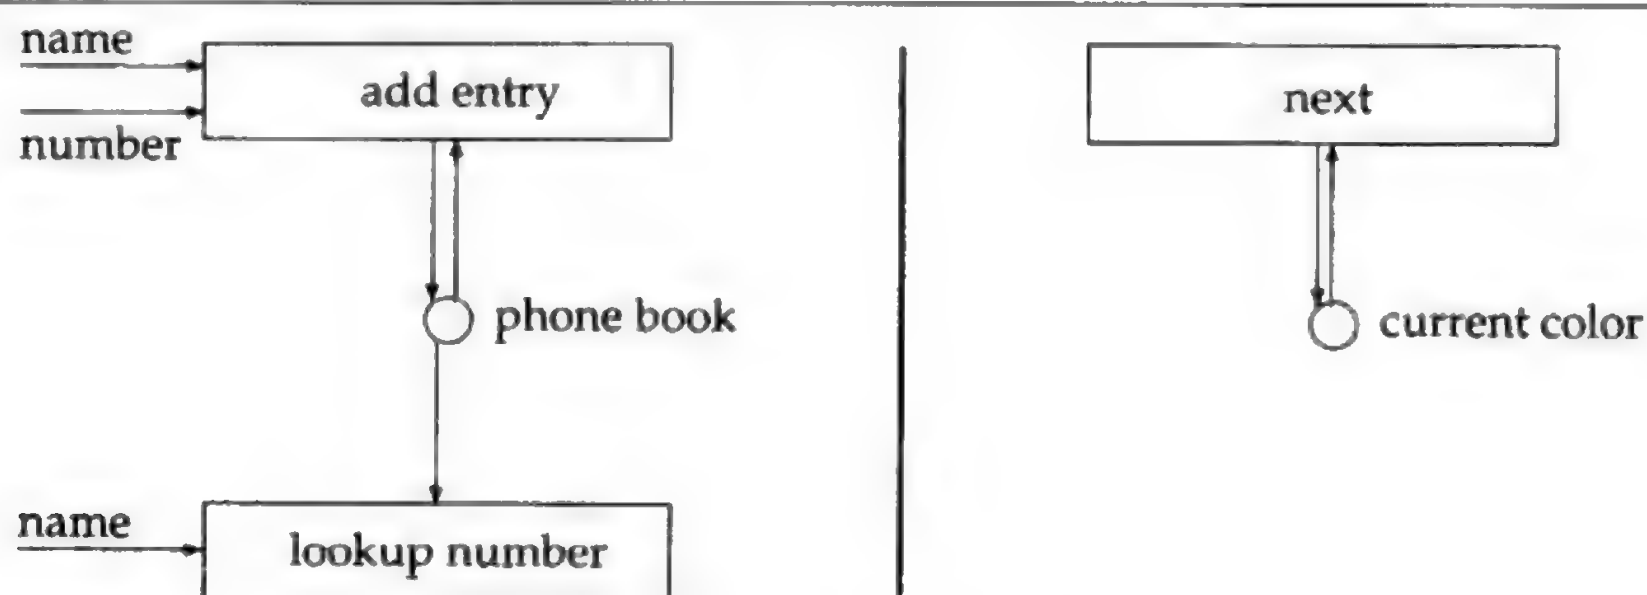 name
add entry
number
phone book
name
lookup number
next
current color